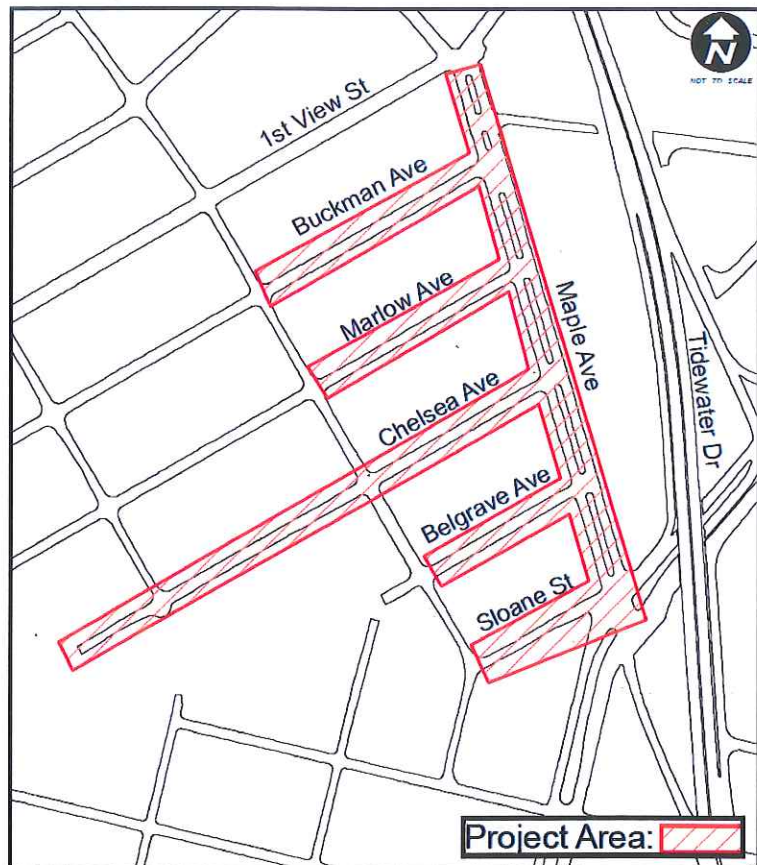 N
NOT TO SCALE
1st View St
Buckman Ave
Marlow Ave
Maple Ave
Chelsea Ave
Tidewater Dr
Belgrave Ave
Sloane St
Project Area: